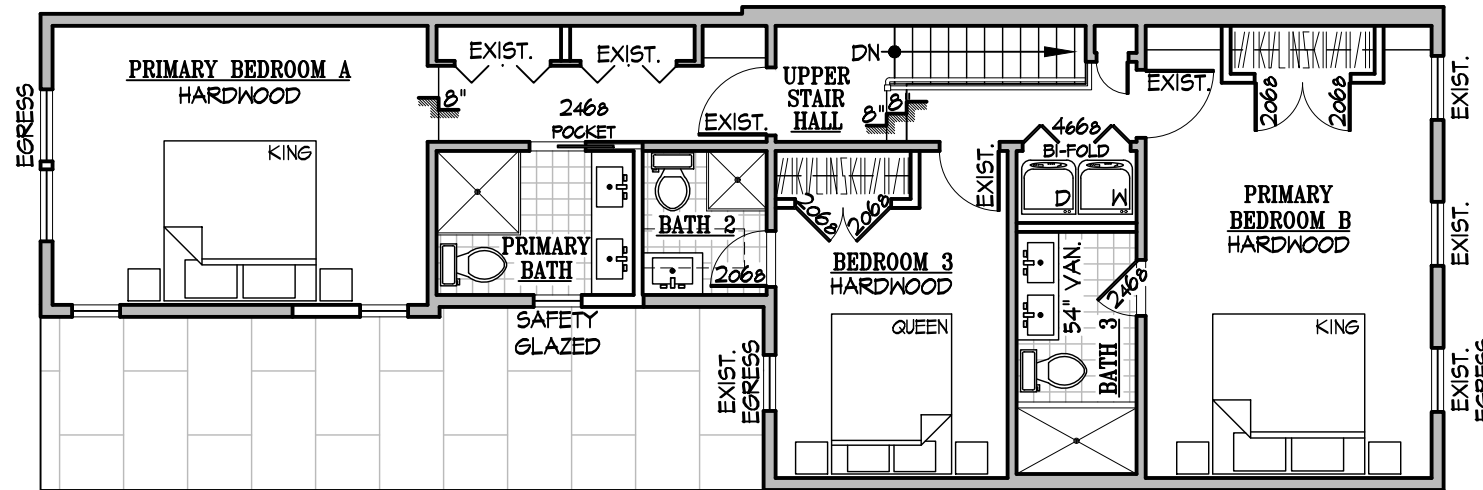 PRIMARY BEDROOM A
HARDWOOD
EGRESS
KING
EXIST.
EXIST.
8"
2468
POCKET
EXIST.
DN
UPPER
STAIR
HALL
8"
8"
PRIMARY
BATH
BATH 2
2068
SAFETY
GLAZED
2068
2068
BEDROOM 3
HARDWOOD
QUEEN
EXIST.
EGRESS
EXIST.
4668
BI-FOLD
D
W
54" VAN.
2468
BATH 3
EXIST.
2068
2068
PRIMARY
BEDROOM B
HARDWOOD
KING
EXIST.
EXIST.
EXIST.
EGRESS